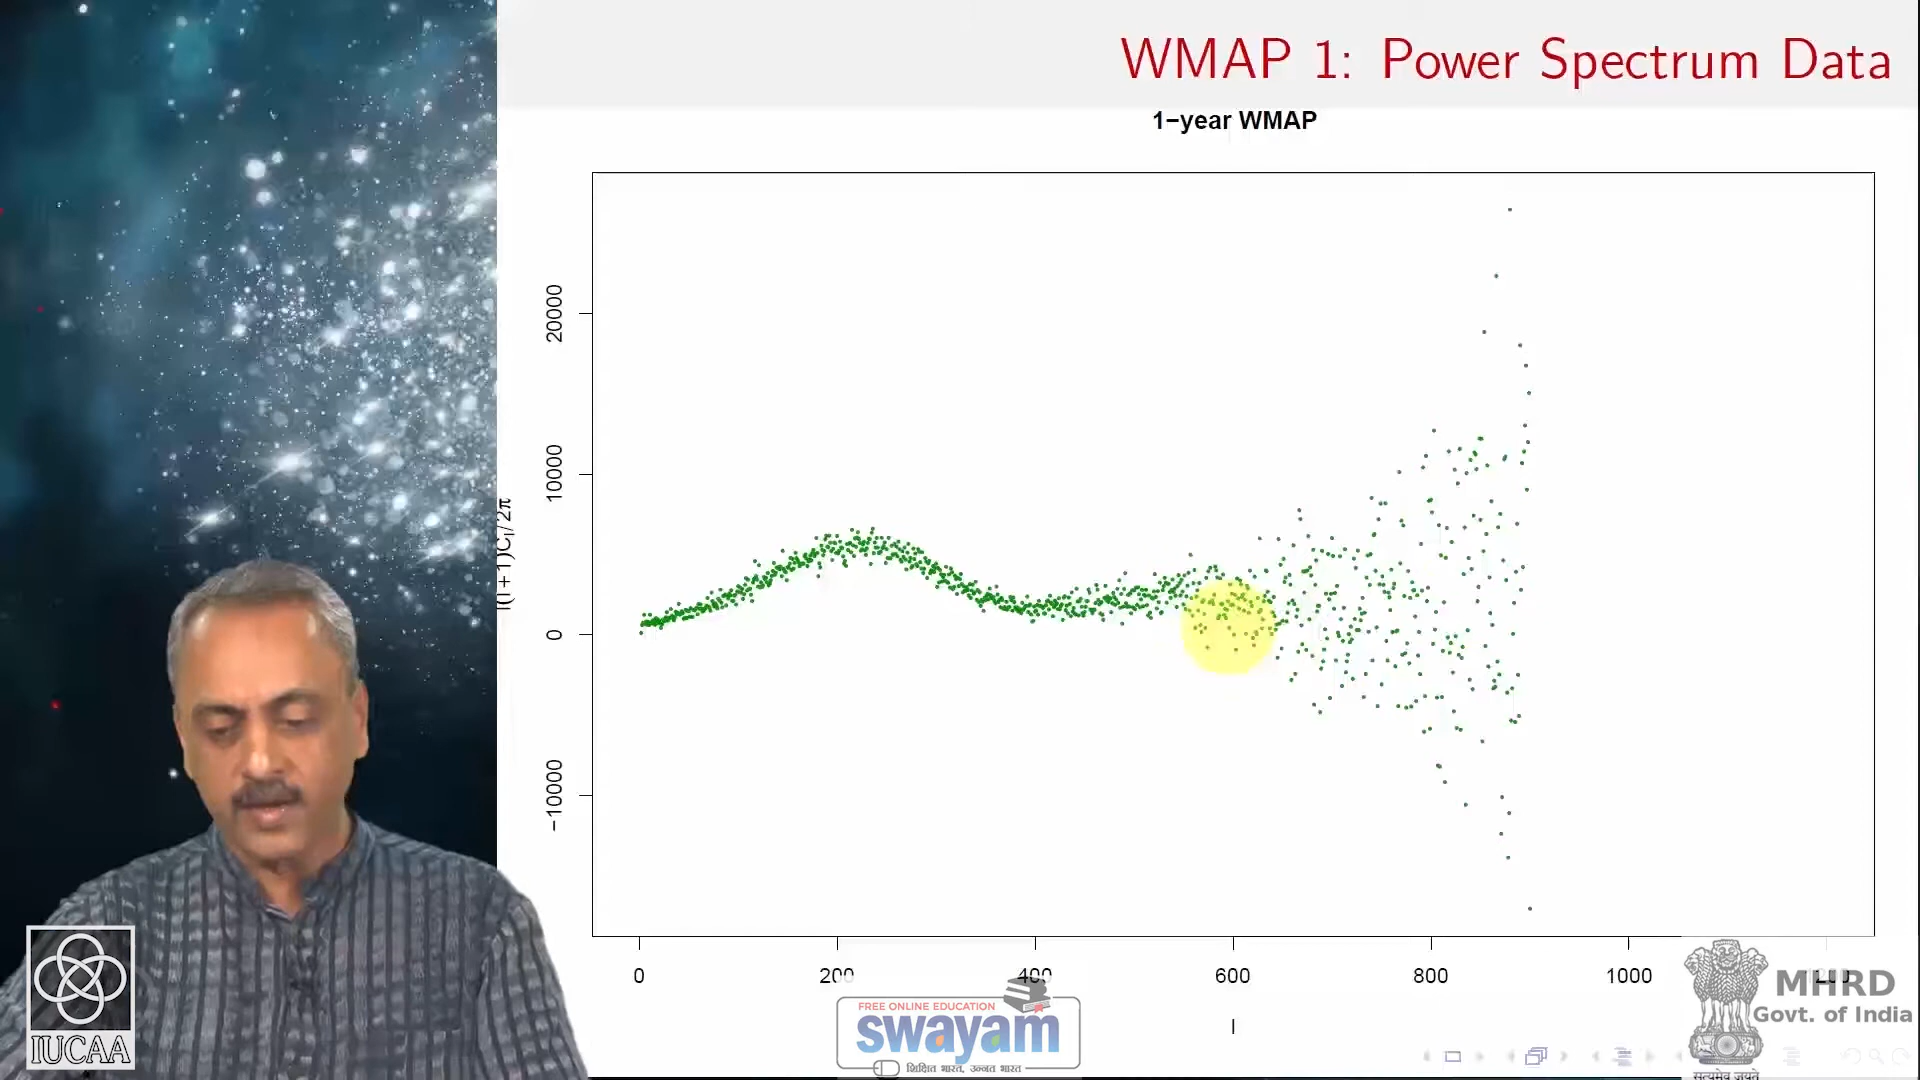 WMAP 1: Power Spectrum Data
1−year WMAP
l(l + 1)Cl/2π
20000
10000
0
−10000
0 200 400 600 800 1000
l
IUCAA
FREE ONLINE EDUCATION
swayam
शिक्षित भारत, उन्नत भारत
MHRD
Govt. of India
सत्यमेव जयते